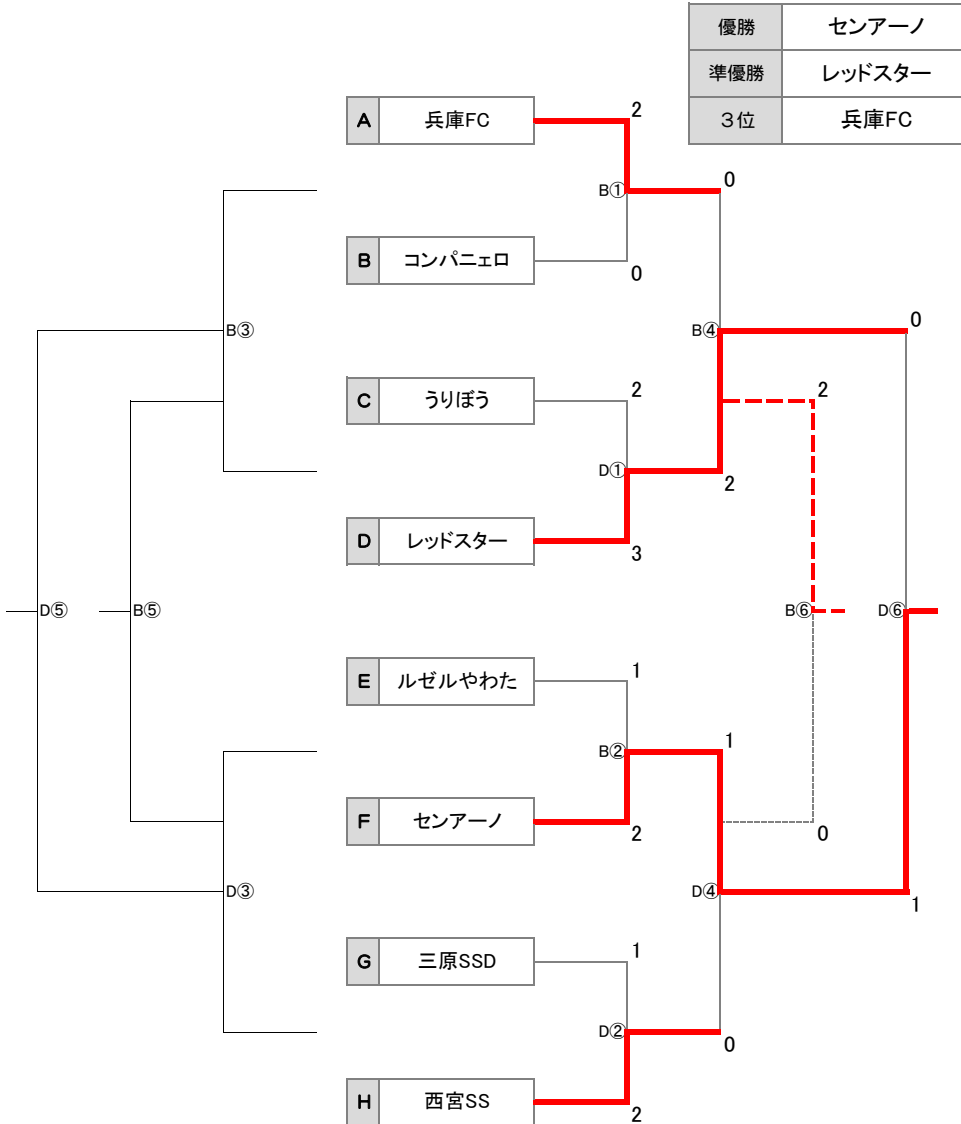 優勝 センアーノ
準優勝 レッドスター
３位 兵庫FC
A 兵庫FC 2
0
B①
B コンパニェロ 0
B③ B④ 0
C うりぼう 2 2
D① 2
D レッドスター 3
D⑤ B⑤ B⑥ D⑥
E ルゼルやわた 1
B② 1
F センアーノ 2 0
D③ D④ 1
G 三原SSD 1
D② 0
H 西宮SS 2